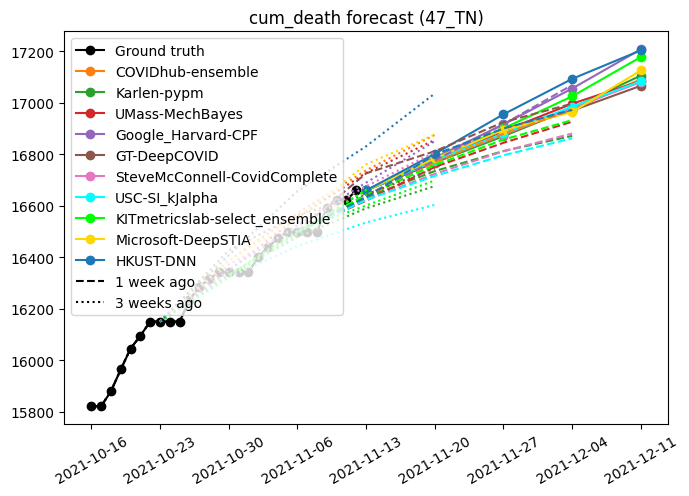 cum_death forecast (47_TN)
17200
17000
16800
16600
16400
16200
16000
15800
Ground truth
COVIDhub-ensemble
Karlen-pypm
UMass-MechBayes
Google_Harvard-CPF
GT-DeepCOVID
SteveMcConnell-CovidComplete
USC-SI_kJalpha
KITmetricslab-select_ensemble
Microsoft-DeepSTIA
HKUST-DNN
1 week ago
3 weeks ago
2021-10-16
2021-10-23
2021-10-30
2021-11-06
2021-11-13
2021-11-20
2021-11-27
2021-12-04
2021-12-11